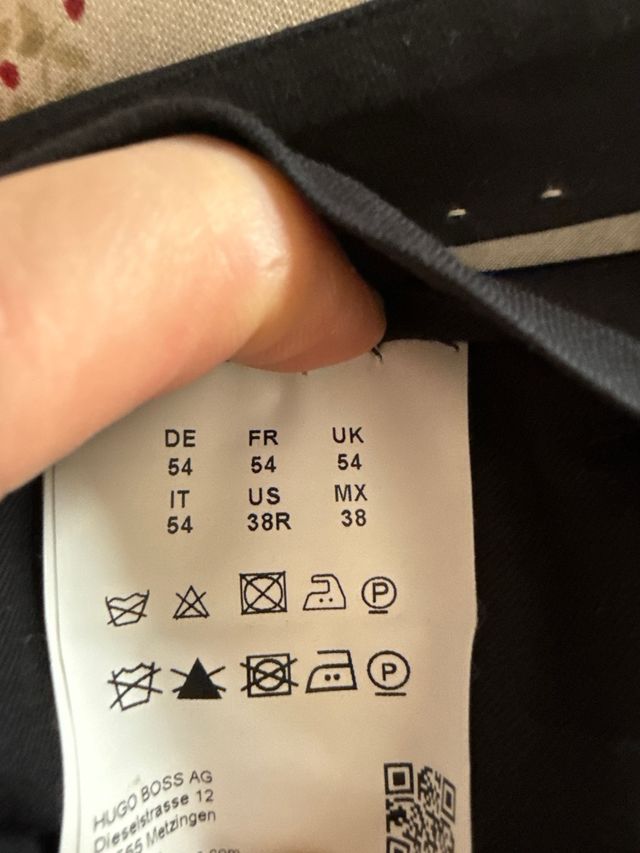 DE FR UK
54 54 54
IT US MX
54 38R 38
P
P
HUGO BOSS AG
Dieselstrasse 12
Metzingen